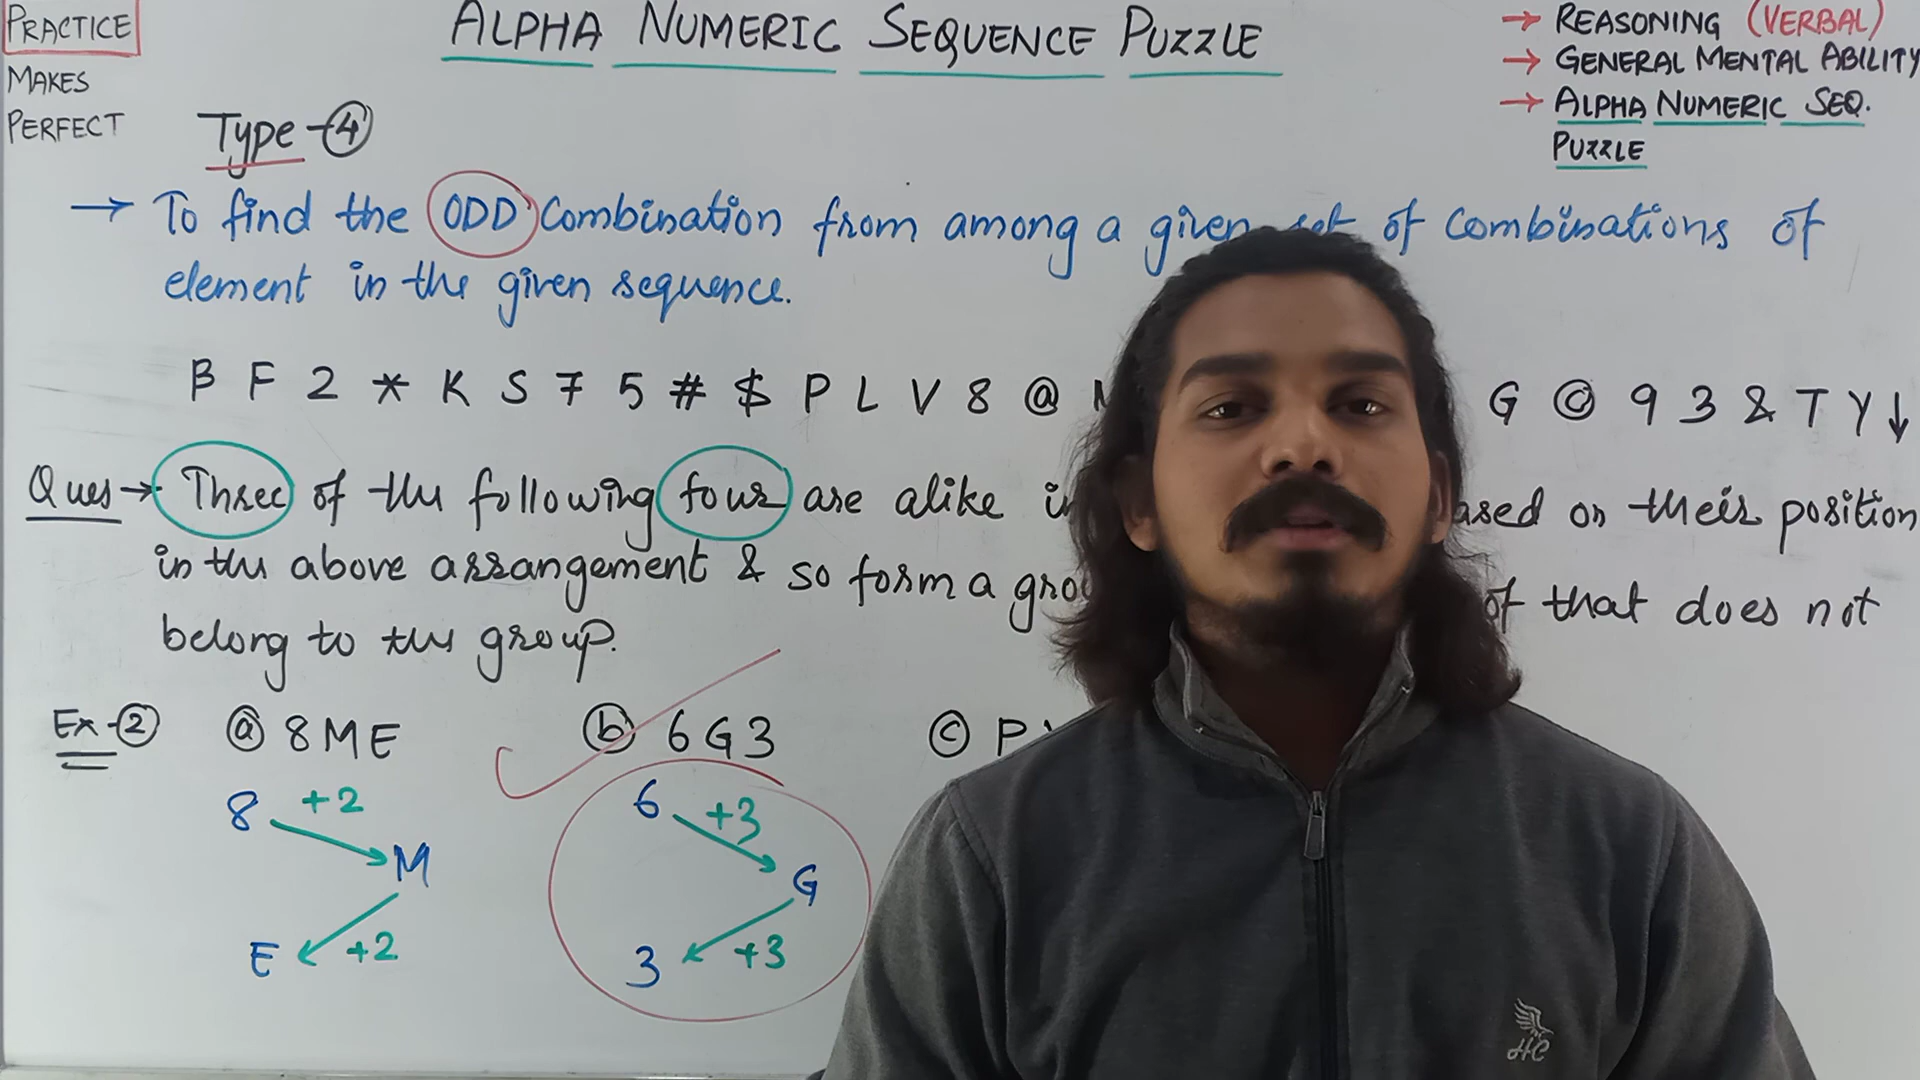 PRACTICE
MAKES
PERFECT
ALPHA NUMERIC SEQUENCE PUZZLE
→ REASONING (VERBAL)
→ GENERAL MENTAL ABILITY
→ ALPHA NUMERIC SEQ.
PUZZLE
Type-④
→ To find the ODD Combination from among a given set of combinations of
element in the given sequence.
B F 2 * K S 7 5 # $ P L V 8 @ G © 9 3 & T Y ↓
Ques → Three of the following four are alike based on their position
in the above arrangement & so form a of that does not
belong to the group.
Ex-② ⓐ 8ME ⓑ 6G3 ⓒ P
8 +2 M +2 E
6 +3 G +3 3
HC